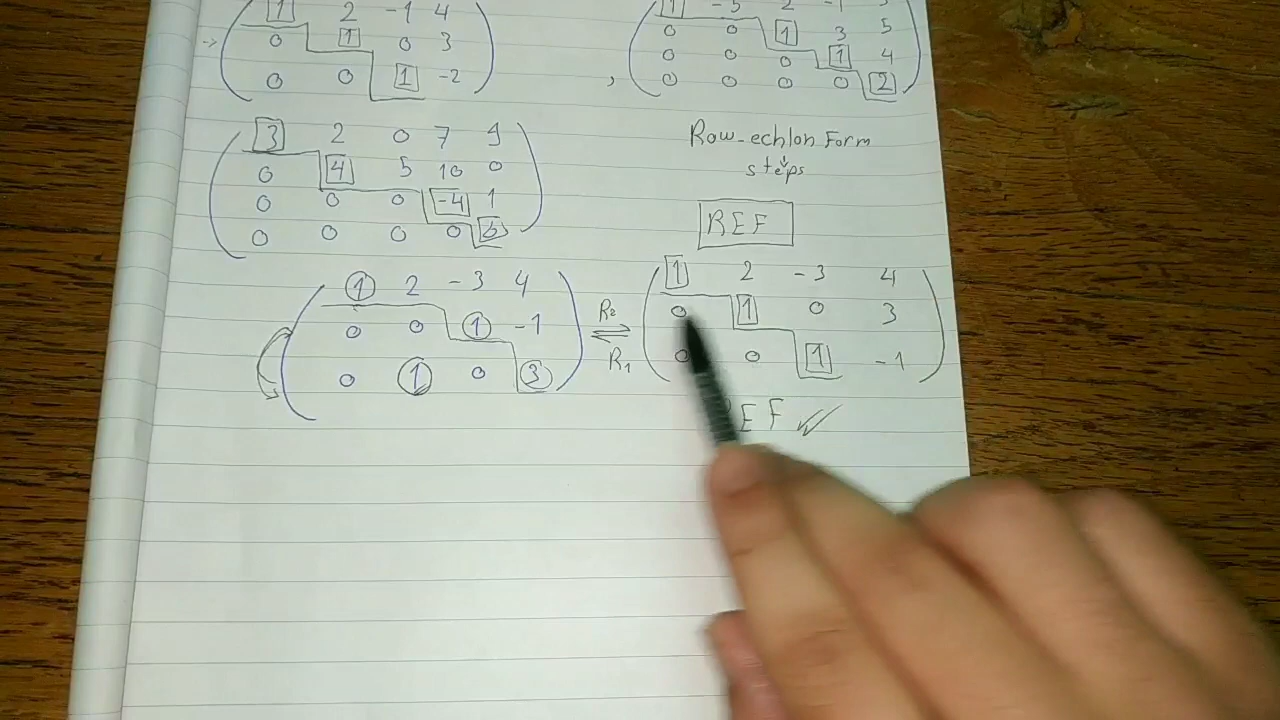 1 2 -1 4
→ 0 1 0 3
0 0 1 -2
,
1 -5 2 -1 3
0 0 1 3 5
0 0 0 1 4
0 0 0 0 2
3 2 0 7 9
0 4 5 10 0
0 0 0 -4 1
0 0 0 0 6
Row-echlon Form
steps
REF
1 2 -3 4
0 0 1 -1
0 1 0 3
R2
⇌
R1
1 2 -3 4
0 1 0 3
0 0 1 -1
EF ✓✓